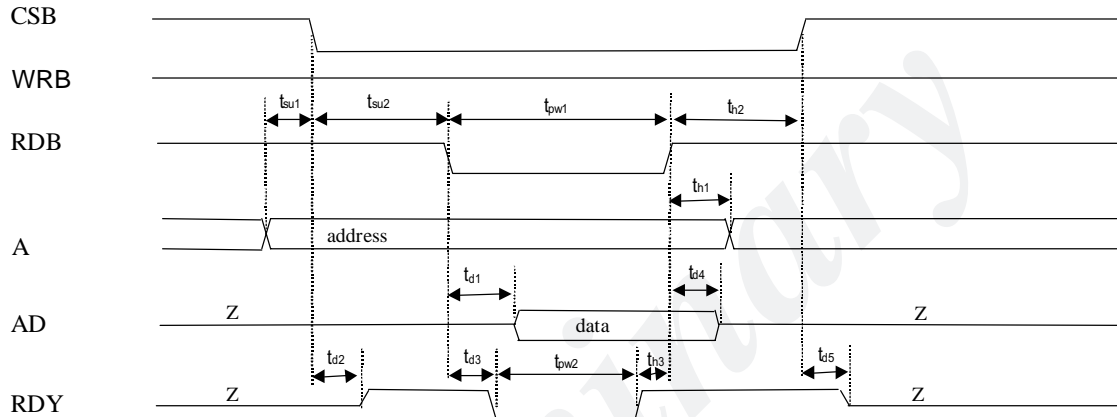 CSB
WRB
tsu1 tsu2 tpw1 th2
RDB
th1
A address
td1 td4
AD Z data Z
td2 td3 tpw2 th3 td5
RDY Z Z
inary